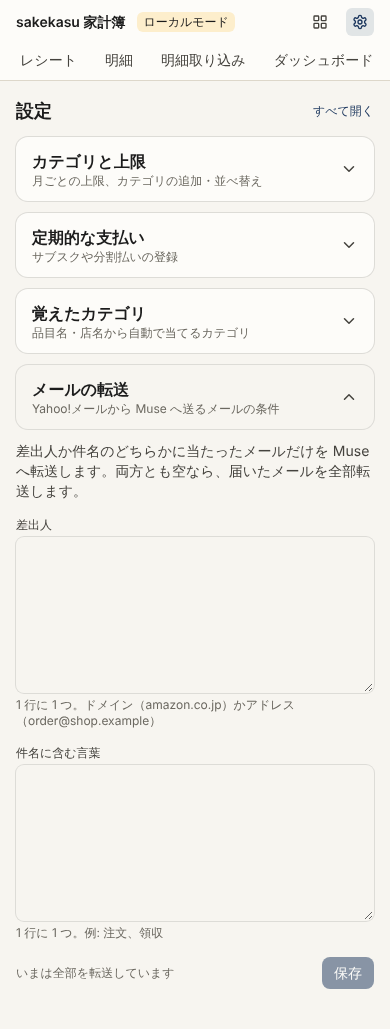 sakekasu 家計簿 ローカルモード
レシート 明細 明細取り込み ダッシュボード
設定 すべて開く
カテゴリと上限
月ごとの上限、カテゴリの追加・並べ替え
定期的な支払い
サブスクや分割払いの登録
覚えたカテゴリ
品目名・店名から自動で当てるカテゴリ
メールの転送
Yahoo!メールから Muse へ送るメールの条件
差出人か件名のどちらかに当たったメールだけを Muse
へ転送します。両方とも空なら、届いたメールを全部転
送します。
差出人
1 行に 1 つ。ドメイン（amazon.co.jp）かアドレス
（order@shop.example）
件名に含む言葉
1 行に 1 つ。例: 注文、領収
いまは全部を転送しています 保存